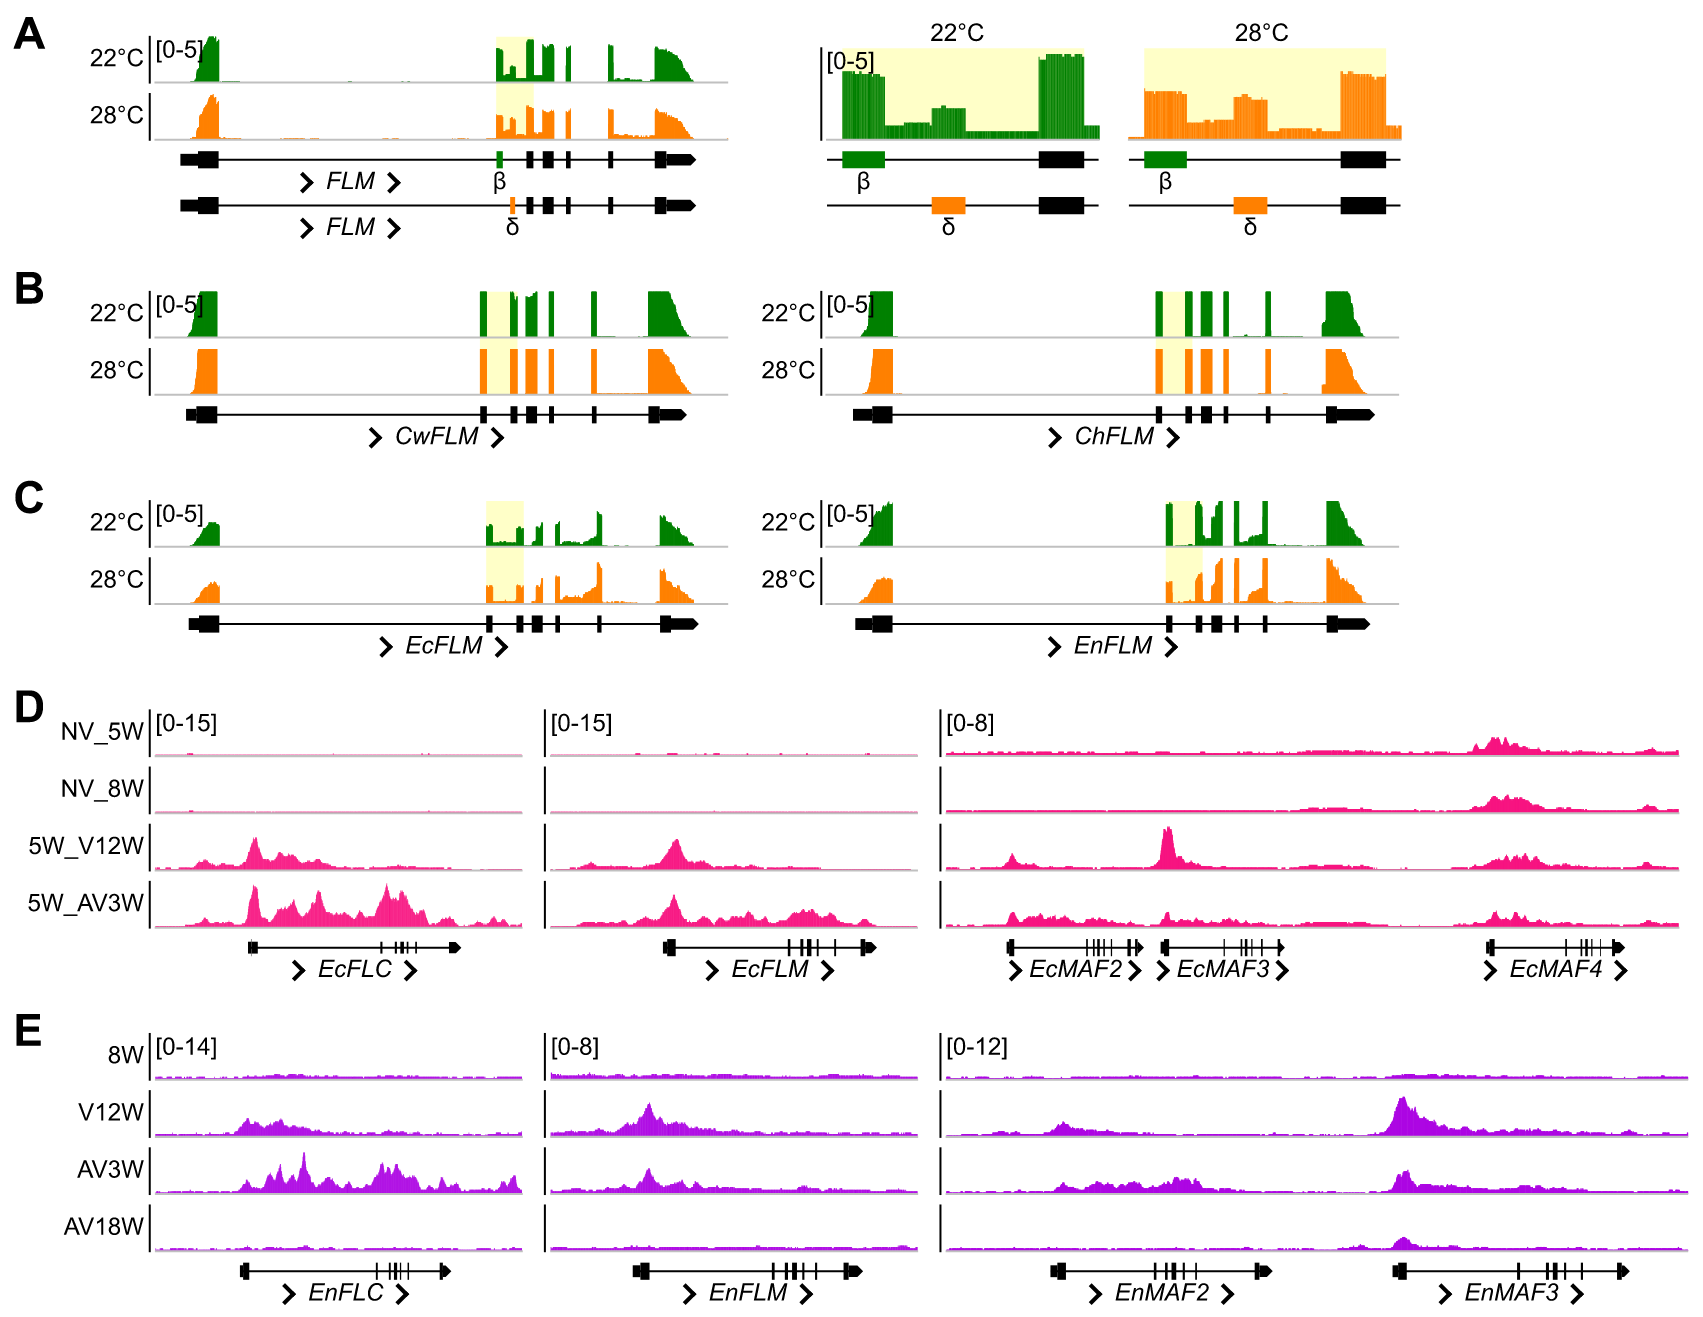 A
22°C
[0-5]
28°C
> FLM >
β
> FLM >
δ
22°C
28°C
[0-5]
β
β
δ
δ
B
22°C
[0-5]
28°C
> CwFLM >
22°C
[0-5]
28°C
> ChFLM >
C
22°C
[0-5]
28°C
> EcFLM >
22°C
[0-5]
28°C
> EnFLM >
D
NV_5W
[0-15]
[0-15]
[0-8]
NV_8W
5W_V12W
5W_AV3W
> EcFLC >
> EcFLM >
> EcMAF2 >
> EcMAF3 >
> EcMAF4 >
E
8W
[0-14]
[0-8]
[0-12]
V12W
AV3W
AV18W
> EnFLC >
> EnFLM >
> EnMAF2 >
> EnMAF3 >